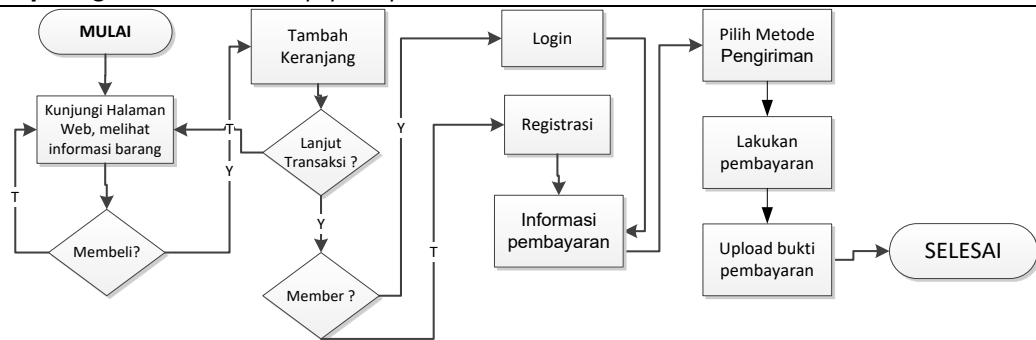 MULAI
Kunjungi Halaman
Web, melihat
informasi barang
T
Membeli?
Y
Tambah
Keranjang
T
Lanjut
Transaksi ?
Y
Member ?
Y
T
Login
Registrasi
Informasi
pembayaran
Pilih Metode
Pengiriman
Lakukan
pembayaran
Upload bukti
pembayaran
SELESAI